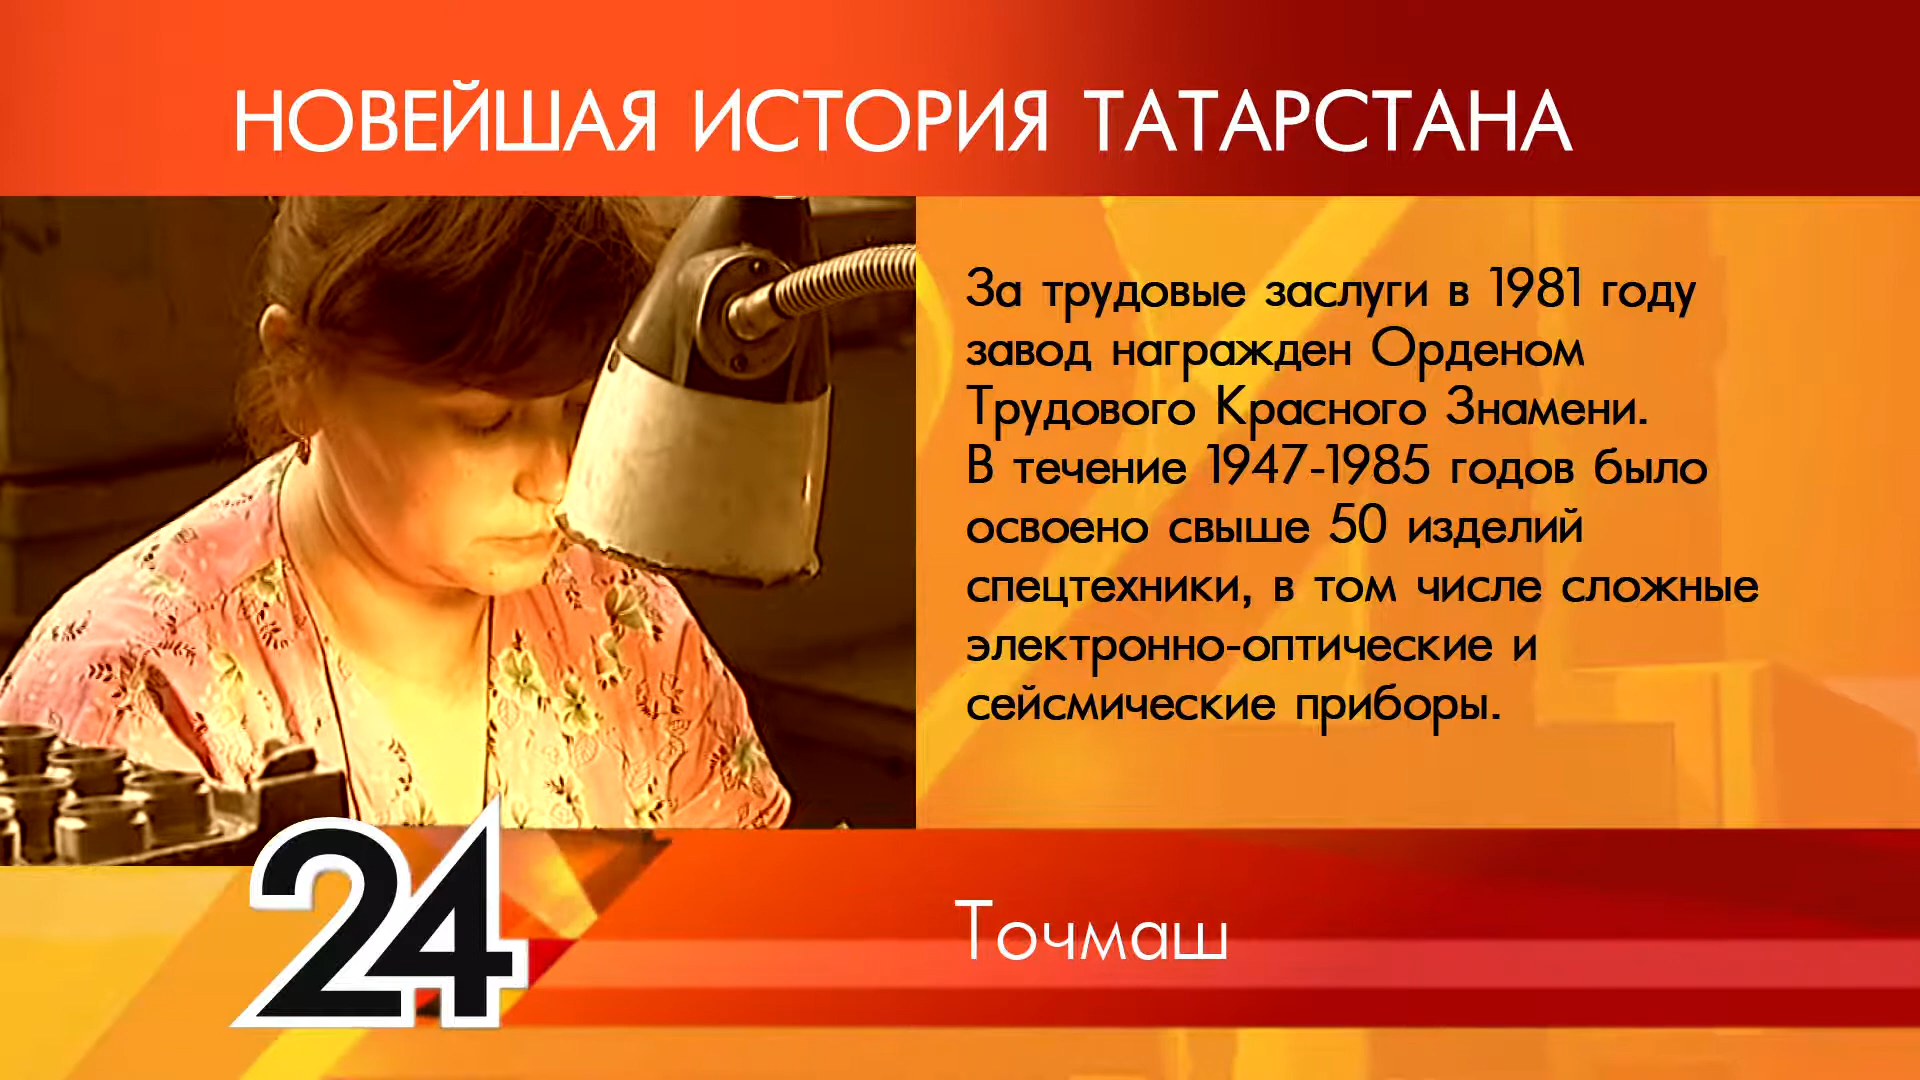 НОВЕЙШАЯ ИСТОРИЯ ТАТАРСТАНА
За трудовые заслуги в 1981 году
завод награжден Орденом
Трудового Красного Знамени.
В течение 1947-1985 годов было
освоено свыше 50 изделий
спецтехники, в том числе сложные
электронно-оптические и
сейсмические приборы.
24
Точмаш